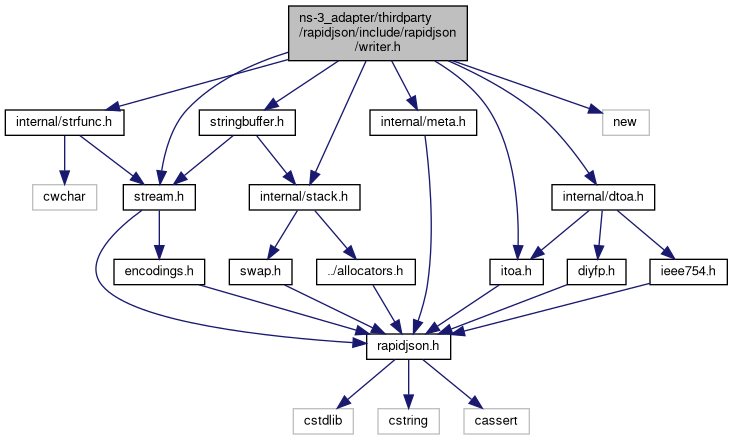 ns-3_adapter/thirdparty
/rapidjson/include/rapidjson
/writer.h
internal/strfunc.h
stringbuffer.h
internal/meta.h
new
cwchar
stream.h
internal/stack.h
internal/dtoa.h
encodings.h
swap.h
../allocators.h
itoa.h
diyfp.h
ieee754.h
rapidjson.h
cstdlib
cstring
cassert